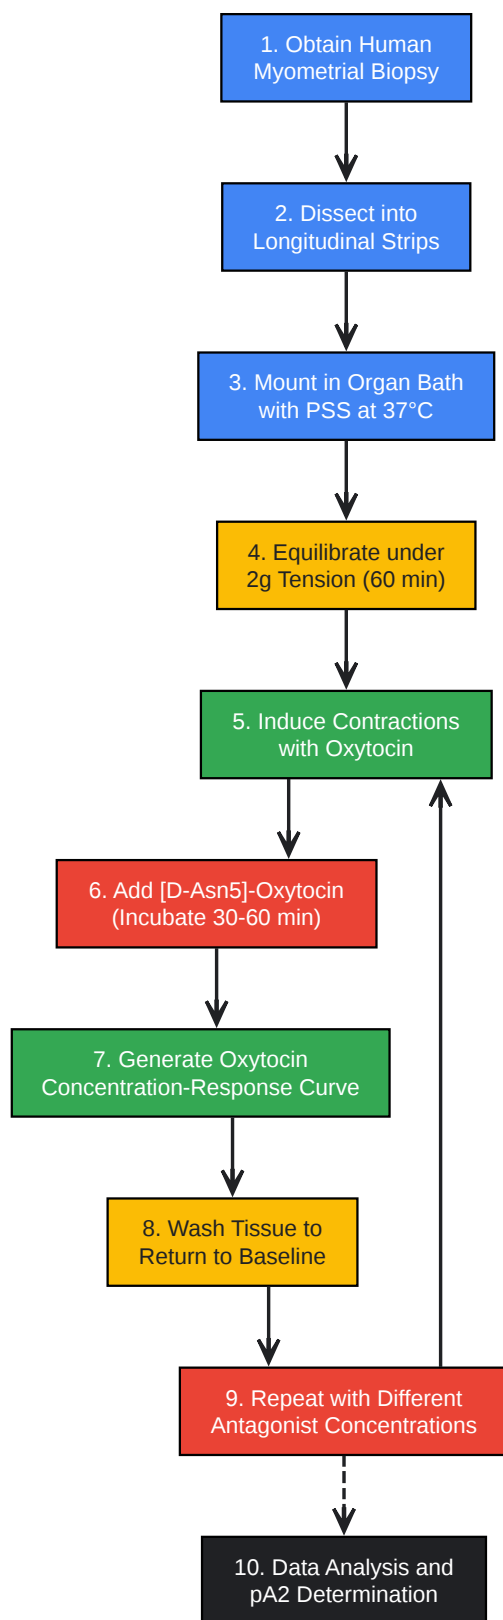 1. Obtain Human
Myometrial Biopsy
2. Dissect into
Longitudinal Strips
3. Mount in Organ Bath
with PSS at 37°C
4. Equilibrate under
2g Tension (60 min)
5. Induce Contractions
with Oxytocin
6. Add [D-Asn5]-Oxytocin
(Incubate 30-60 min)
7. Generate Oxytocin
Concentration-Response Curve
8. Wash Tissue to
Return to Baseline
9. Repeat with Different
Antagonist Concentrations
10. Data Analysis and
pA2 Determination